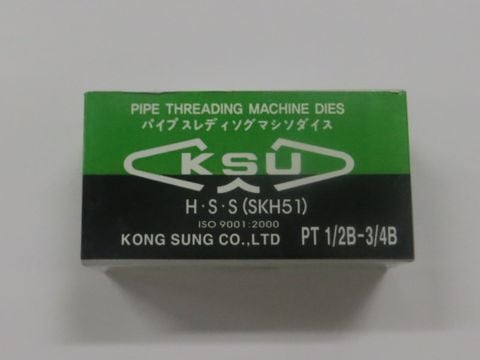 PIPE THREADING MACHINE DIES
パイプスレディソグマシソダイス
KSU
H·S·S (SKH51)
ISO 9001:2000
KONG SUNG CO.,LTD PT 1/2B-3/4B